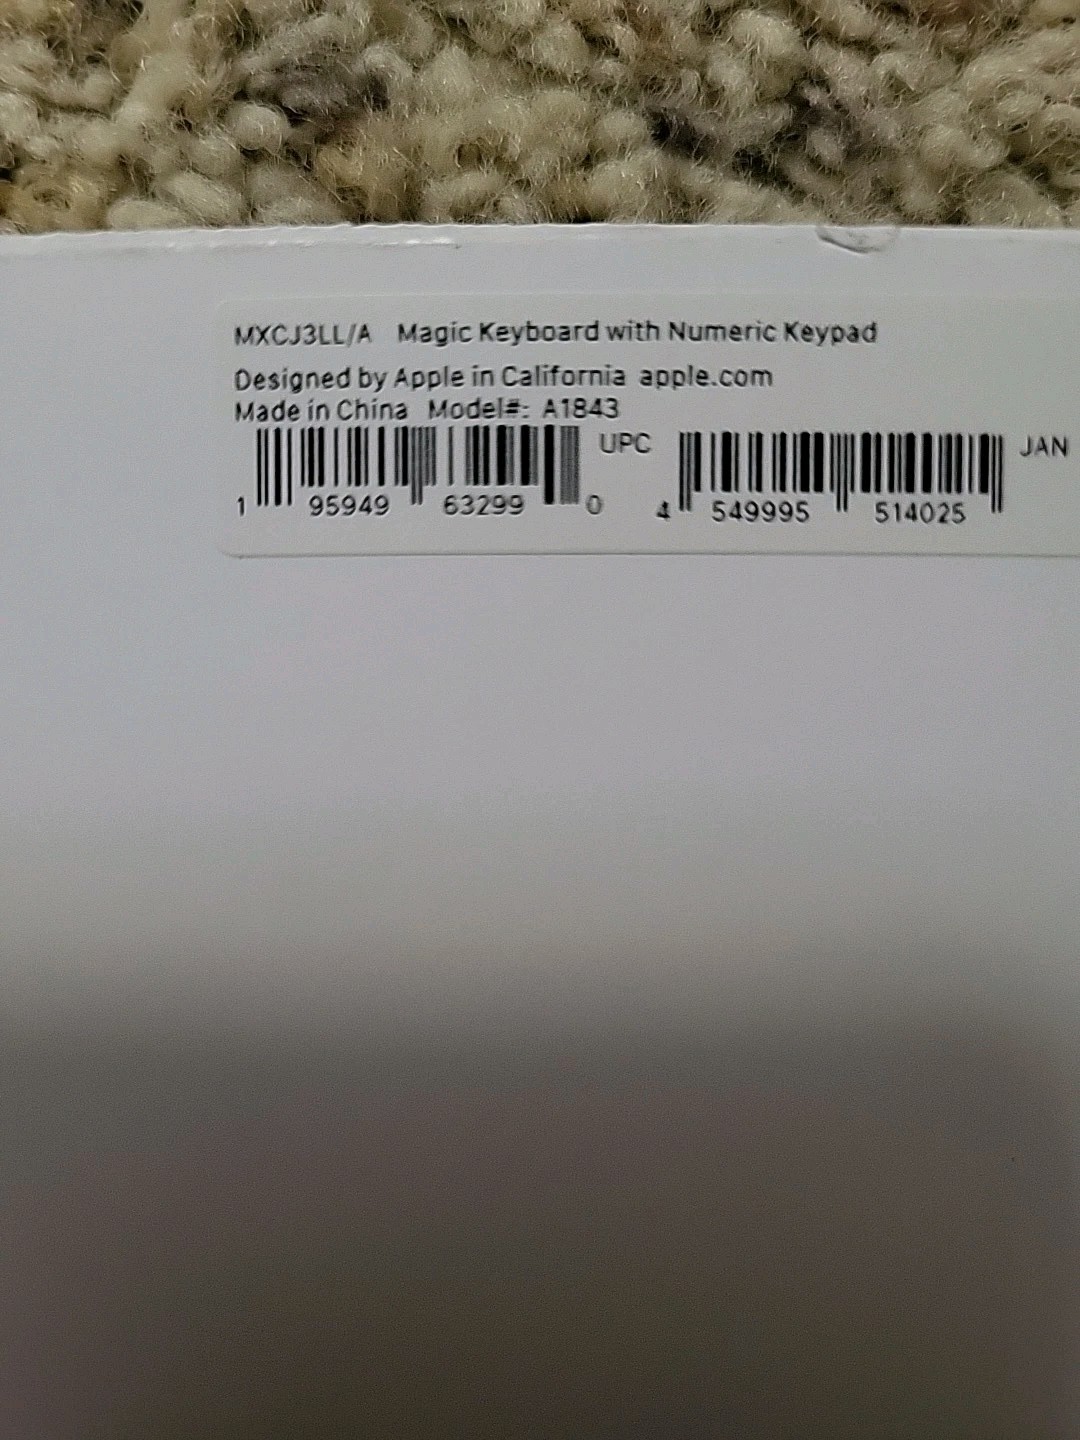 MXCJ3LL/A Magic Keyboard with Numeric Keypad
Designed by Apple in California apple.com
Made in China Model#: A1843
UPC JAN
1 95949 63299 0 4 549995 514025